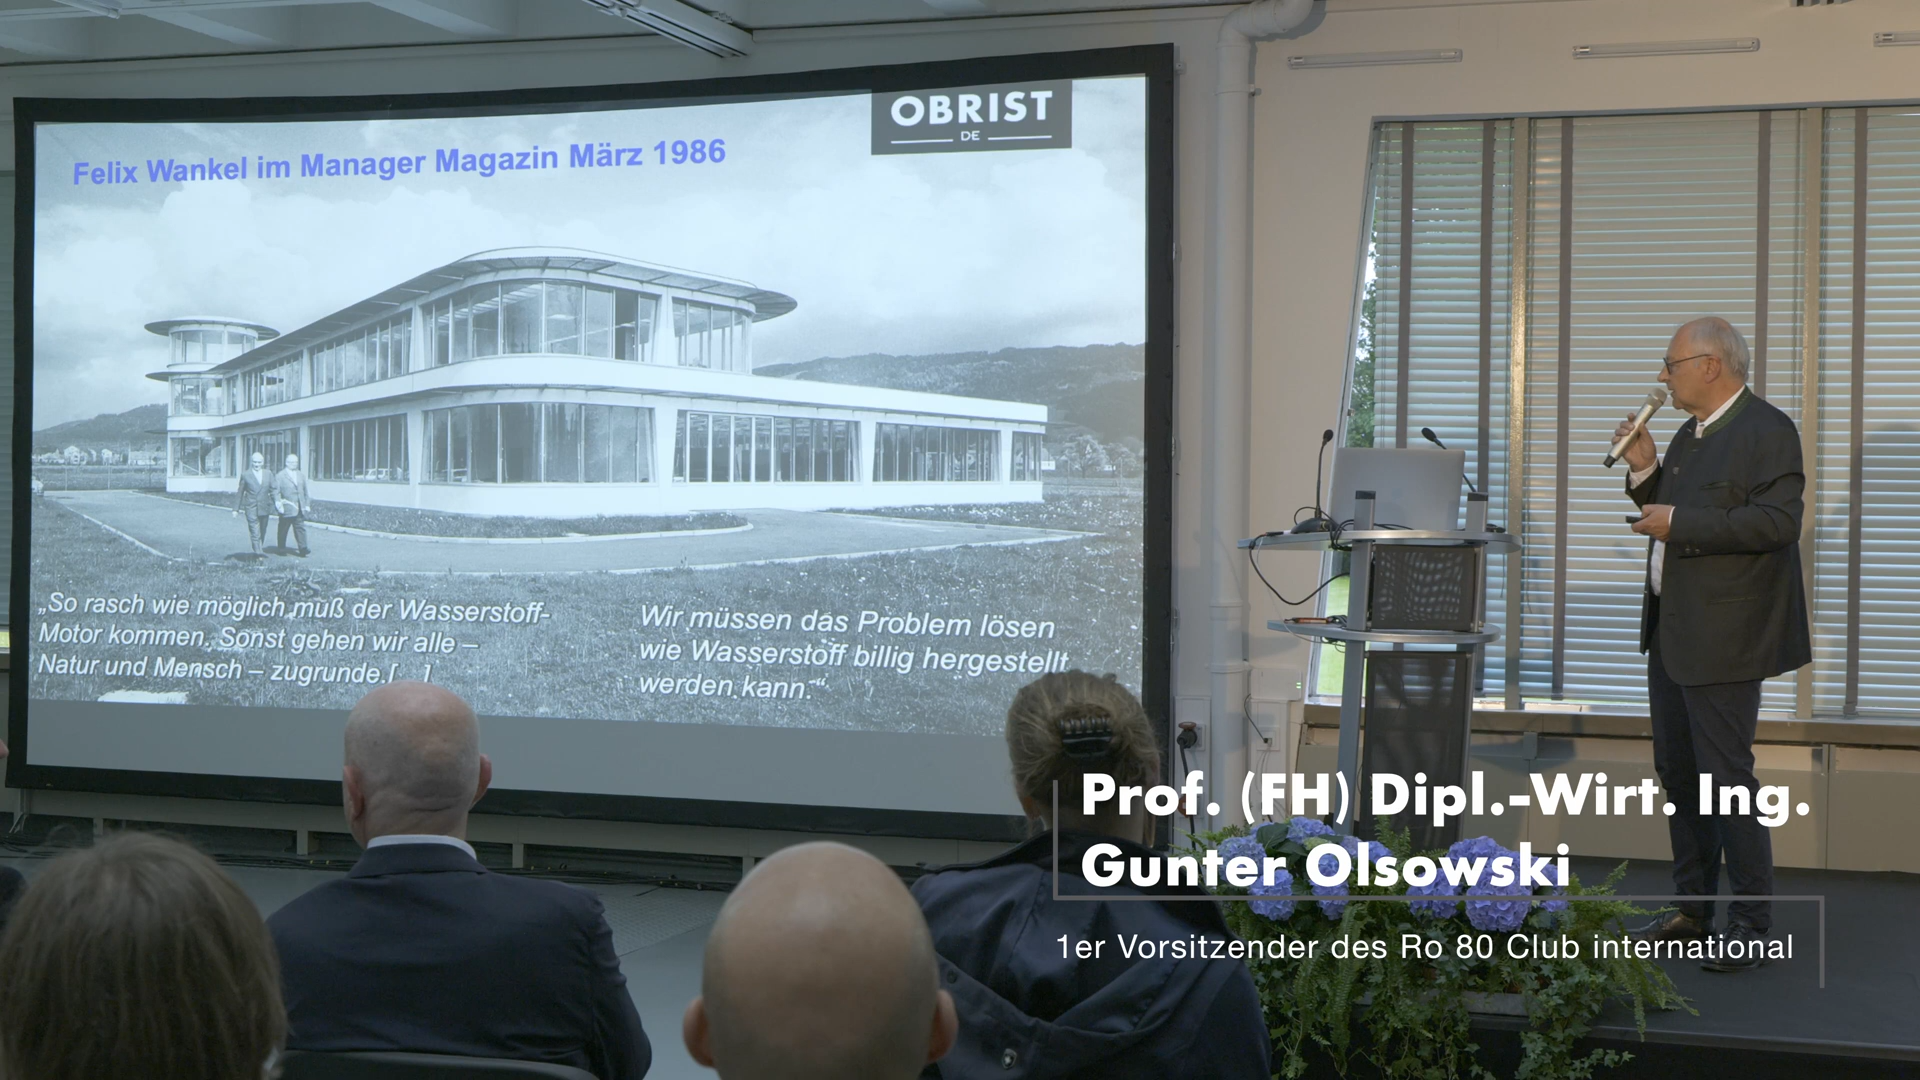 OBRIST
DE
Felix Wankel im Manager Magazin März 1986
„So rasch wie möglich muß der Wasserstoff-
Motor kommen. Sonst gehen wir alle –
Natur und Mensch – zugrunde.[...]
Wir müssen das Problem lösen
wie Wasserstoff billig hergestellt
werden kann.“
Prof. (FH) Dipl.-Wirt. Ing.
Gunter Olsowski
1er Vorsitzender des Ro 80 Club international